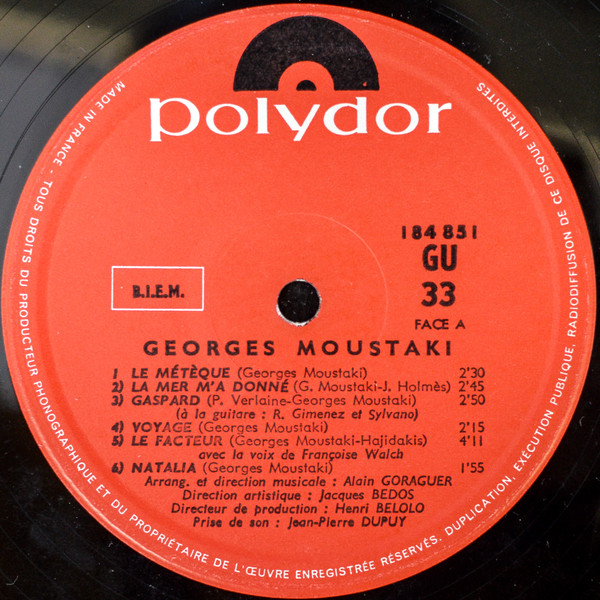 polydor
184 851
GU
B.I.E.M.
33
FACE A
GEORGES MOUSTAKI
1 LE MÉTÈQUE (Georges Moustaki) 2'30
2) LA MER M'A DONNÉ (G. Moustaki-J. Holmès) 2'45
3) GASPARD (P. Verlaine-Georges Moustaki) 2'50
(à la guitare : R. Gimenez et Sylvano)
4) VOYAGE (Georges Moustaki) 2'15
5) LE FACTEUR (Georges Moustaki-Hajidakis) 4'11
avec la voix de Françoise Walch
6) NATALIA (Georges Moustaki) 1'55
Arrang. et direction musicale : Alain GORAGUER
Direction artistique : Jacques BEDOS
Directeur de production : Henri BELOLO
Prise de son : Jean-Pierre DUPUY
MADE IN FRANCE - TOUS DROITS DU PRODUCTEUR PHONOGRAPHIQUE ET DU PROPRIÉTAIRE DE L'ŒUVRE ENREGISTRÉE RÉSERVÉS. DUPLICATION, EXÉCUTION PUBLIQUE, RADIODIFFUSION DE CE DISQUE INTERDITES